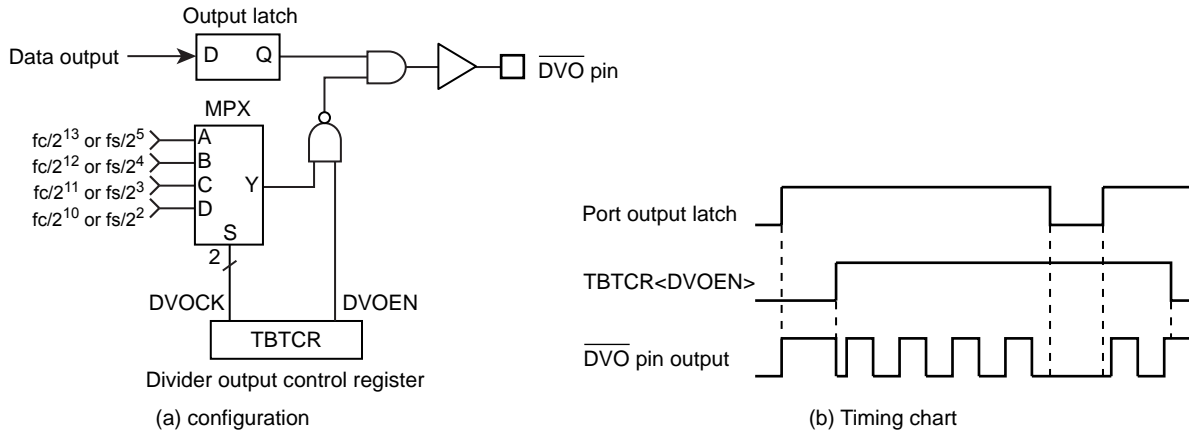 Output latch
Data output
D Q
DVO pin
MPX
fc/2^13 or fs/2^5
A
fc/2^12 or fs/2^4
B
fc/2^11 or fs/2^3
C
Y
fc/2^10 or fs/2^2
D
S
2
DVOCK
DVOEN
TBTCR
Divider output control register
(a) configuration
Port output latch
TBTCR<DVOEN>
DVO pin output
(b) Timing chart